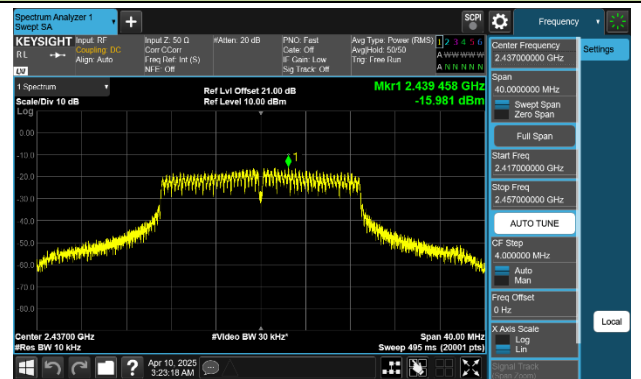 Spectrum Analyzer 1
Swept SA
SCPI
Frequency
KEYSIGHT
Input: RF
Coupling: DC
Align: Auto
Input Z: 50 Ω
Corr CCorr
Freq Ref: Int (S)
NFE: Off
#Atten: 20 dB
PNO: Fast
Gate: Off
IF Gain: Low
Sig Track: Off
Avg Type: Power (RMS)
Avg|Hold: 50/50
Trig: Free Run
1 2 3 4 5 6
A W W W W W
A N N N N N
RL
LXI
1 Spectrum
Scale/Div 10 dB
Log
Ref Lvl Offset 21.00 dB
Ref Level 10.00 dBm
Mkr1 2.439 458 GHz
-15.981 dBm
1
0.00
-10.0
-20.0
-30.0
-40.0
-50.0
-60.0
-70.0
-80.0
Center 2.43700 GHz
#Res BW 10 kHz
#Video BW 30 kHz*
Span 40.00 MHz
Sweep 495 ms (20001 pts)
Center Frequency
2.437000000 GHz
Settings
Span
40.0000000 MHz
Swept Span
Zero Span
Full Span
Start Freq
2.417000000 GHz
Stop Freq
2.457000000 GHz
AUTO TUNE
CF Step
4.000000 MHz
Auto
Man
Freq Offset
0 Hz
X Axis Scale
Log
Lin
Local
Signal Track
(Span Zoom)
?
Apr 10, 2025
3:23:18 AM